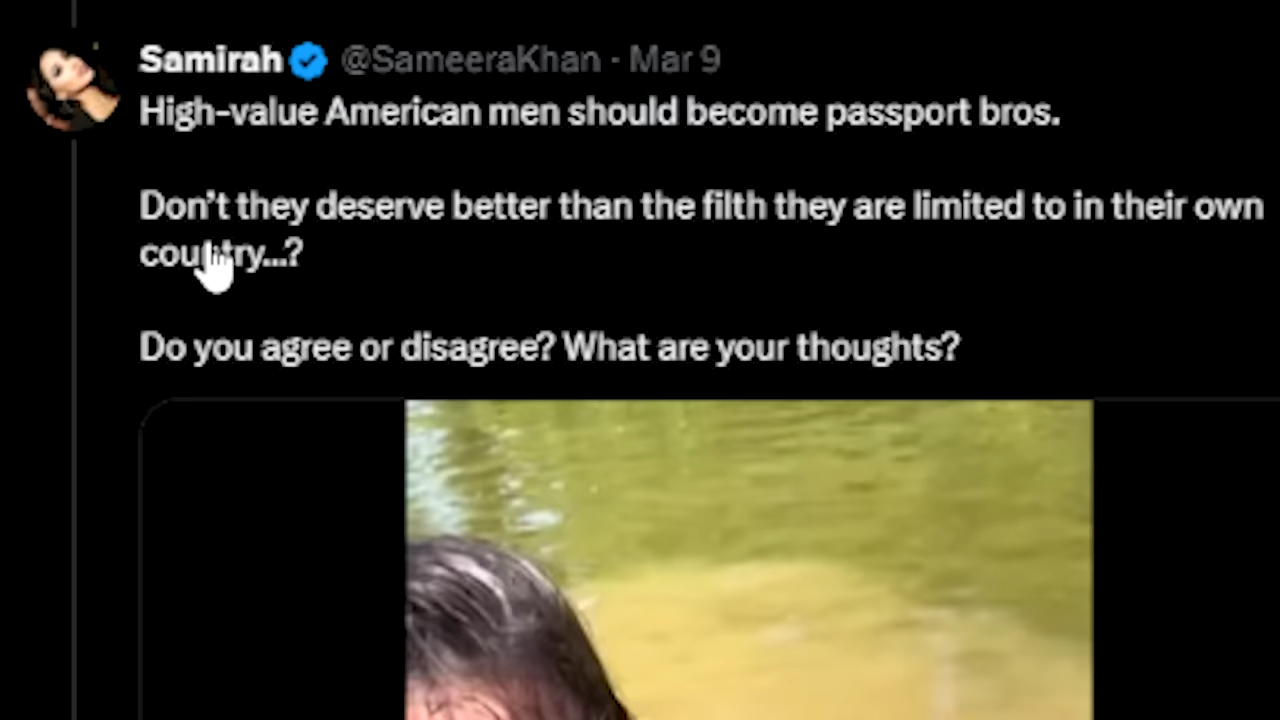 Samirah @SameeraKhan · Mar 9
High-value American men should become passport bros.
Don't they deserve better than the filth they are limited to in their own
country...?
Do you agree or disagree? What are your thoughts?